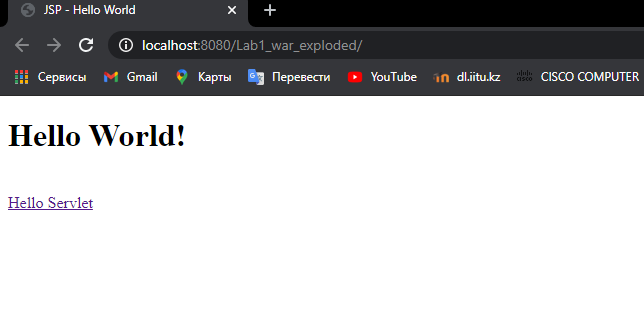 JSP - Hello World
localhost:8080/Lab1_war_exploded/
Сервисы Gmail Карты Перевести YouTube dl.iitu.kz CISCO COMPUTER
Hello World!
Hello Servlet